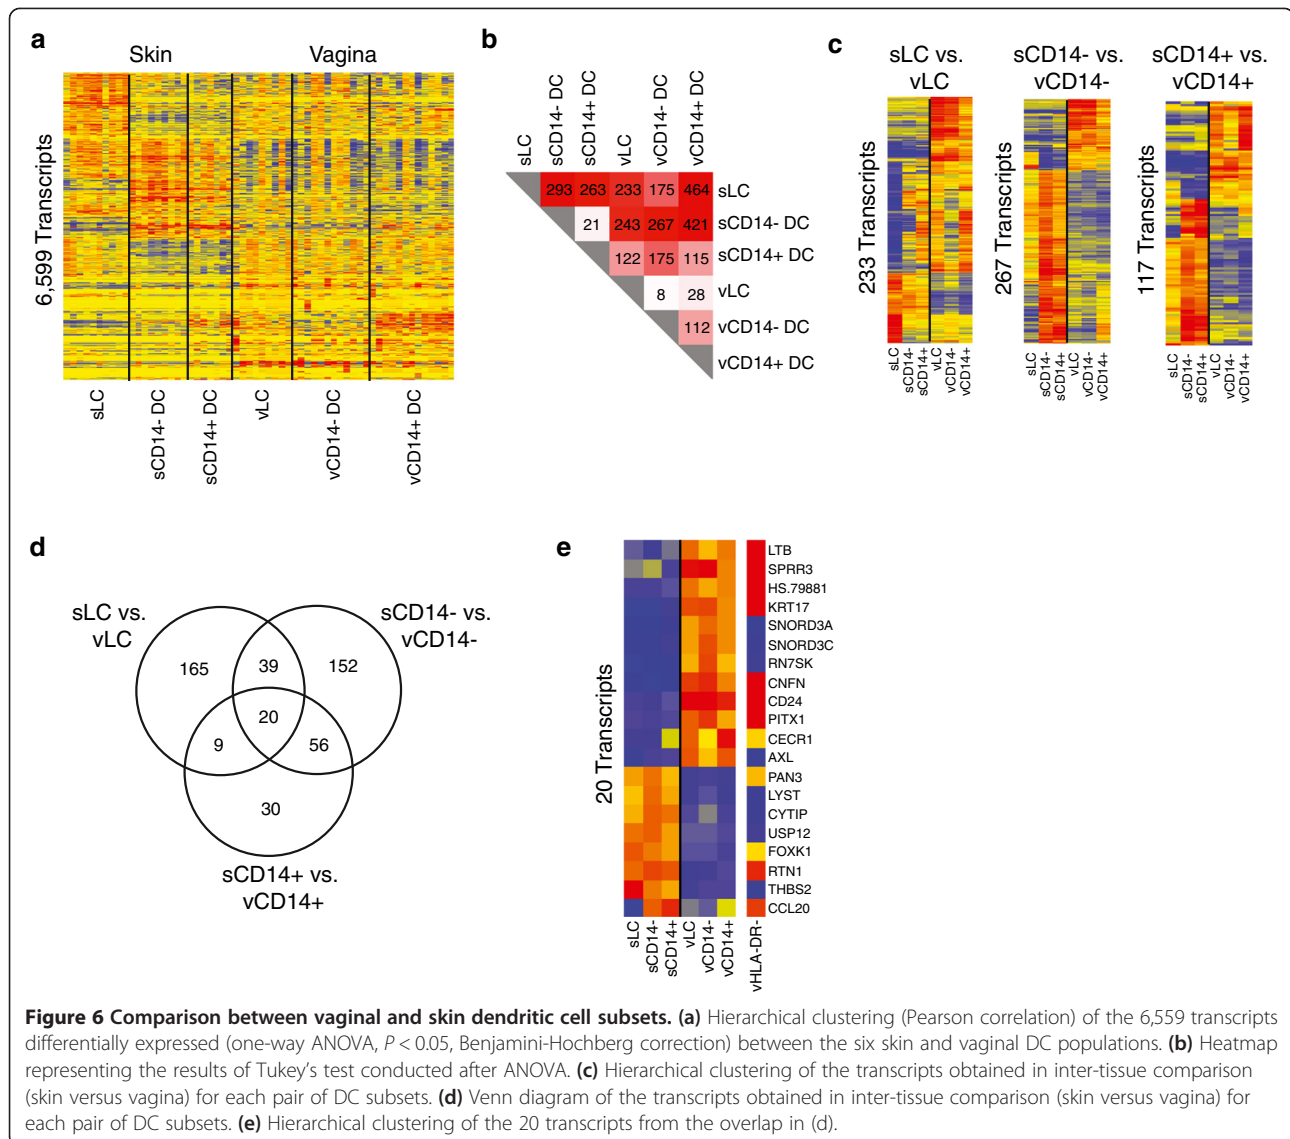 a
Skin
Vagina
6,599 Transcripts
sLC
sCD14- DC
sCD14+ DC
vLC
vCD14- DC
vCD14+ DC
b
sLC
sCD14- DC
sCD14+ DC
vLC
vCD14- DC
vCD14+ DC
293 263 233 175 464 sLC
21 243 267 421 sCD14- DC
122 175 115 sCD14+ DC
8 28 vLC
112 vCD14- DC
vCD14+ DC
c
sLC vs.
vLC
sCD14- vs.
vCD14-
sCD14+ vs.
vCD14+
233 Transcripts
267 Transcripts
117 Transcripts
sLC
sCD14-
sCD14+
vLC
vCD14-
vCD14+
sLC
sCD14-
sCD14+
vLC
vCD14-
vCD14+
sLC
sCD14-
sCD14+
vLC
vCD14-
vCD14+
d
sLC vs.
vLC
sCD14- vs.
vCD14-
165
39
152
20
9
56
30
sCD14+ vs.
vCD14+
e
20 Transcripts
LTB
SPRR3
HS.79881
KRT17
SNORD3A
SNORD3C
RN7SK
CNFN
CD24
PITX1
CECR1
AXL
PAN3
LYST
CYTIP
USP12
FOXK1
RTN1
THBS2
CCL20
sLC
sCD14-
sCD14+
vLC
vCD14-
vCD14+
vHLA-DR-
Figure 6 Comparison between vaginal and skin dendritic cell subsets. (a) Hierarchical clustering (Pearson correlation) of the 6,559 transcripts
differentially expressed (one-way ANOVA, P < 0.05, Benjamini-Hochberg correction) between the six skin and vaginal DC populations. (b) Heatmap
representing the results of Tukey's test conducted after ANOVA. (c) Hierarchical clustering of the transcripts obtained in inter-tissue comparison
(skin versus vagina) for each pair of DC subsets. (d) Venn diagram of the transcripts obtained in inter-tissue comparison (skin versus vagina) for
each pair of DC subsets. (e) Hierarchical clustering of the 20 transcripts from the overlap in (d).